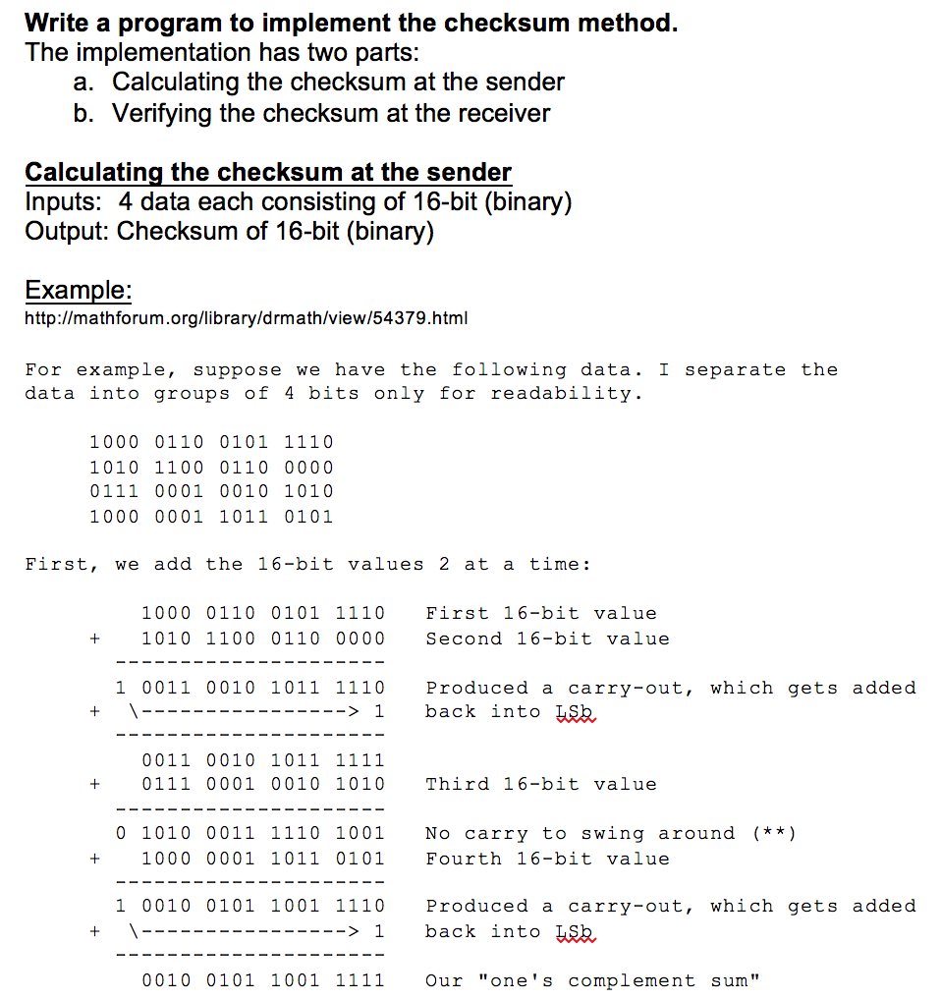 Write a program to implement the checksum method.
The implementation has two parts:
a. Calculating the checksum at the sender
b. Verifying the checksum at the receiver
Calculating the checksum at the sender
Inputs: 4 data each consisting of 16-bit (binary)
Output: Checksum of 16-bit (binary)
Example:
http://mathforum.org/library/drmath/view/54379.html
For example, suppose we have the following data. I separate the
data into groups of 4 bits only for readability.
1000 0110 0101 1110
1010 1100 0110 0000
0111 0001 0010 1010
1000 0001 1011 0101
First, we add the 16-bit values 2 at a time:
1000 0110 0101 1110 First 16-bit value
+ 1010 1100 0110 0000 Second 16-bit value
---------------------
1 0011 0010 1011 1110 Produced a carry-out, which gets added
+ \----------------> 1 back into LSb
---------------------
0011 0010 1011 1111
+ 0111 0001 0010 1010 Third 16-bit value
---------------------
0 1010 0011 1110 1001 No carry to swing around (**)
+ 1000 0001 1011 0101 Fourth 16-bit value
---------------------
1 0010 0101 1001 1110 Produced a carry-out, which gets added
+ \----------------> 1 back into LSb
---------------------
0010 0101 1001 1111 Our "one's complement sum"